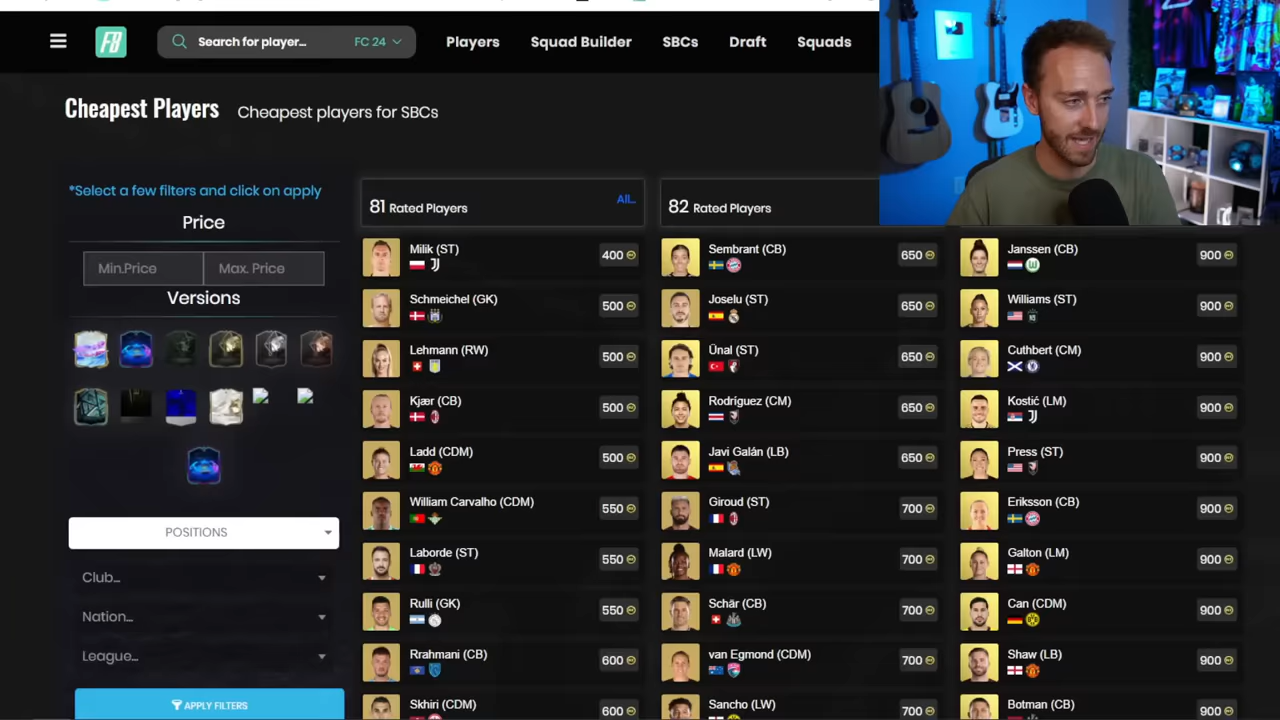 FB
Search for player...
FC 24
Players
Squad Builder
SBCs
Draft
Squads
Cheapest Players
Cheapest players for SBCs
*Select a few filters and click on apply
Price
Min.Price
Max. Price
Versions
POSITIONS
Club...
Nation...
League...
APPLY FILTERS
81 Rated Players
All..
Milik (ST)
400
Schmeichel (GK)
500
Lehmann (RW)
500
Kjær (CB)
500
Ladd (CDM)
500
William Carvalho (CDM)
550
Laborde (ST)
550
Rulli (GK)
550
Rrahmani (CB)
600
Skhiri (CDM)
600
82 Rated Players
Sembrant (CB)
650
Joselu (ST)
650
Ünal (ST)
650
Rodríguez (CM)
650
Javi Galán (LB)
650
Giroud (ST)
700
Malard (LW)
700
Schär (CB)
700
van Egmond (CDM)
700
Sancho (LW)
700
Janssen (CB)
900
Williams (ST)
900
Cuthbert (CM)
900
Kostić (LM)
900
Press (ST)
900
Eriksson (CB)
900
Galton (LM)
900
Can (CDM)
900
Shaw (LB)
900
Botman (CB)
900